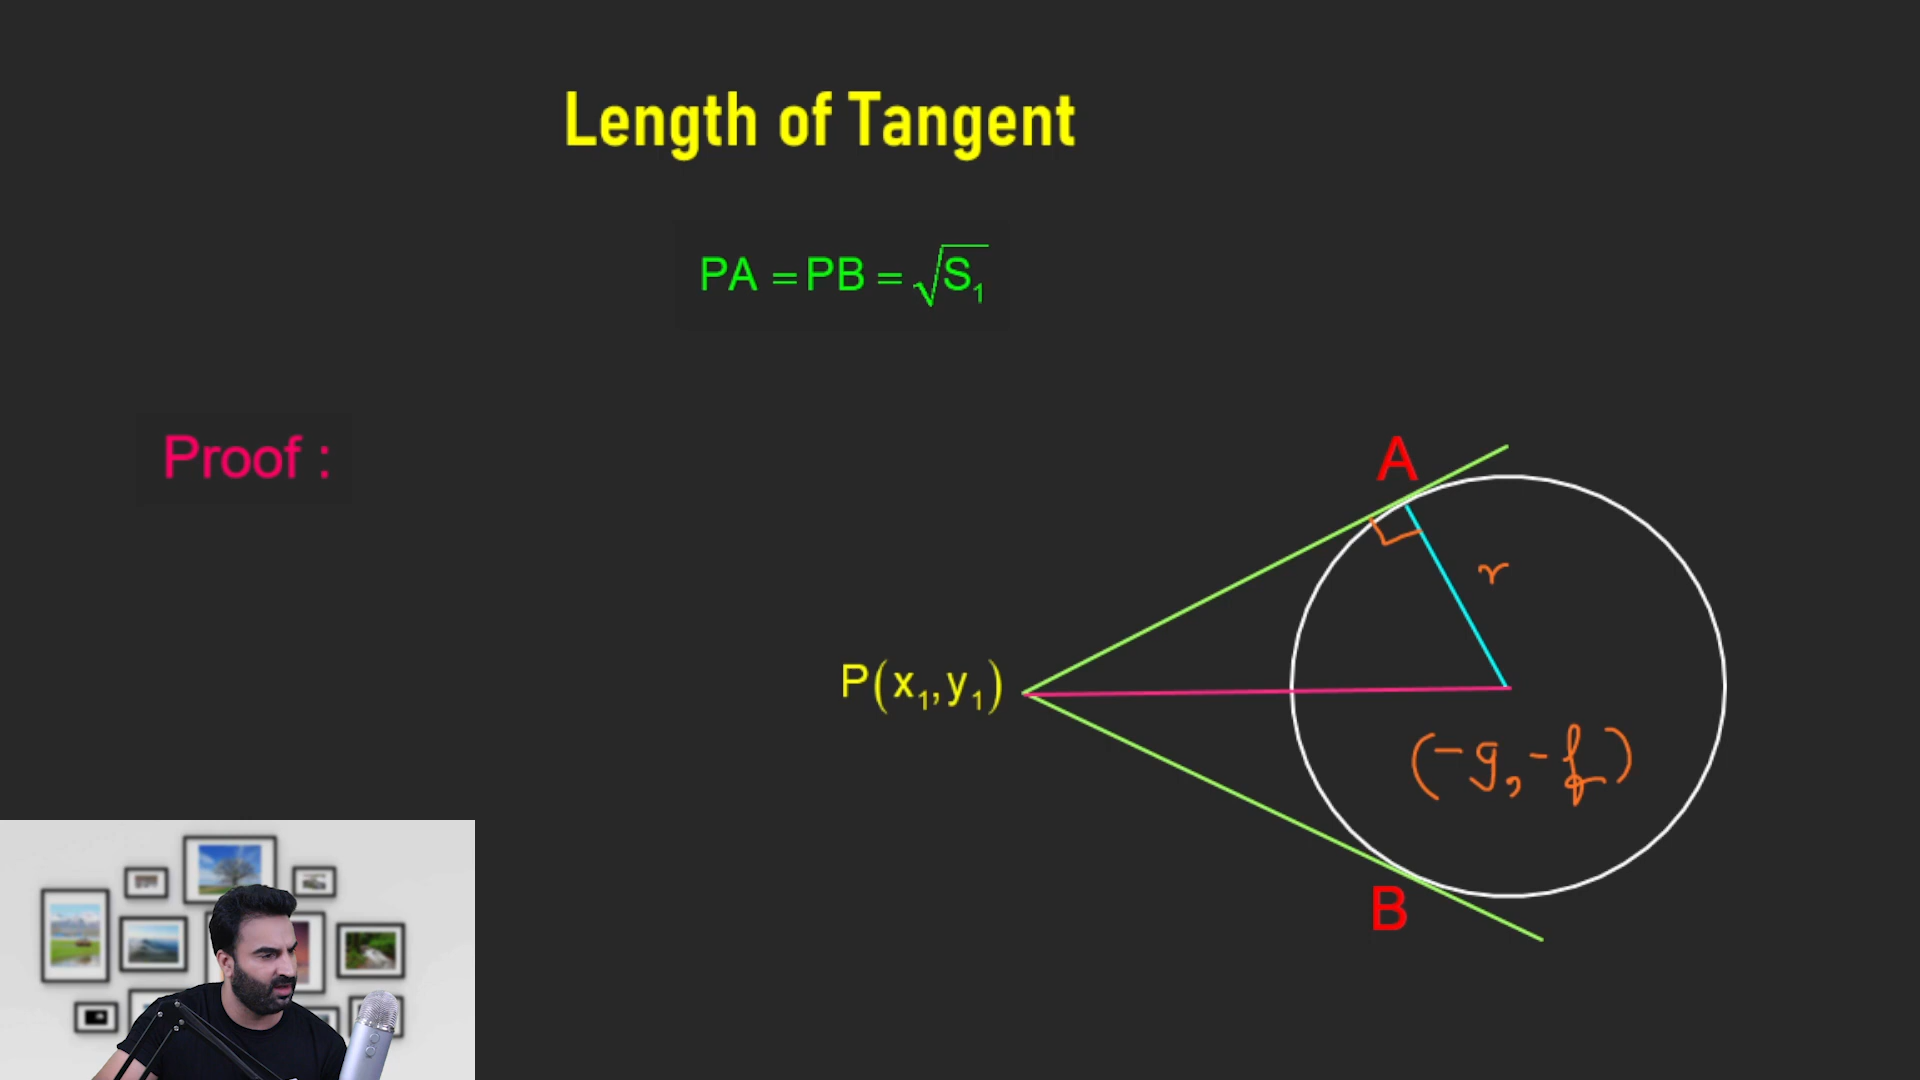 Length of Tangent
PA = PB = √S₁
Proof :
A
r
P(x₁,y₁)
(-g, -f)
B